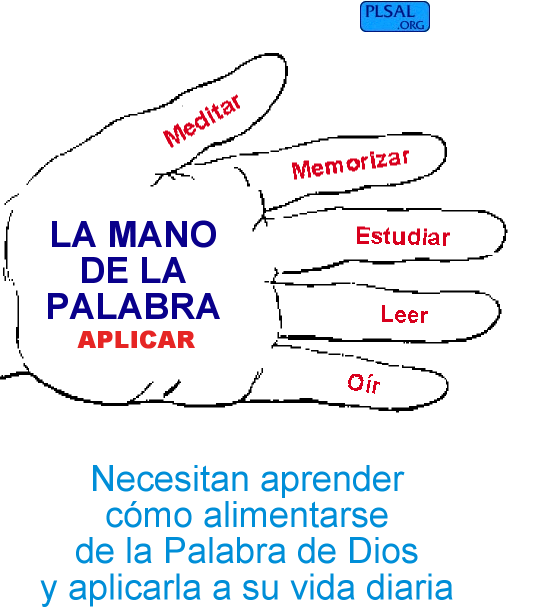 PLSAL
.ORG
Meditar
Memorizar
Estudiar
Leer
Oír
LA MANO
DE LA
PALABRA
APLICAR
Necesitan aprender
cómo alimentarse
de la Palabra de Dios
y aplicarla a su vida diaria